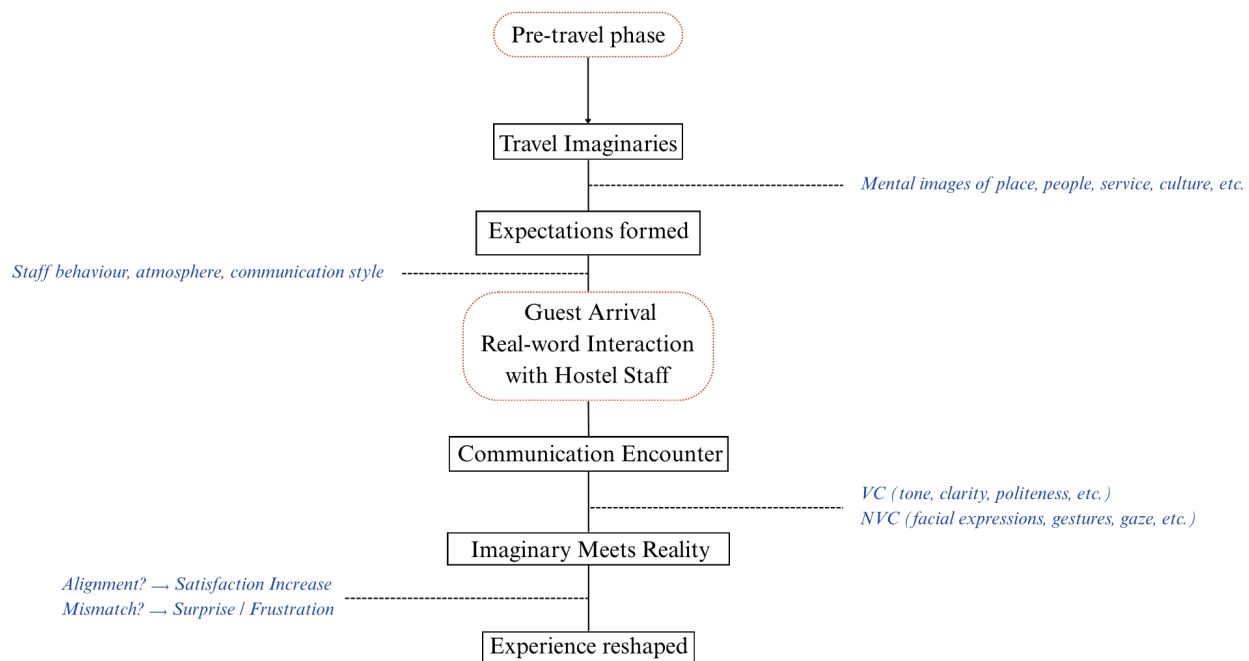 Pre-travel phase
Travel Imaginaries
Mental images of place, people, service, culture, etc.
Expectations formed
Staff behaviour, atmosphere, communication style
Guest Arrival
Real-word Interaction
with Hostel Staff
Communication Encounter
VC (tone, clarity, politeness, etc.)
NVC (facial expressions, gestures, gaze, etc.)
Imaginary Meets Reality
Alignment? → Satisfaction Increase
Mismatch? → Surprise / Frustration
Experience reshaped